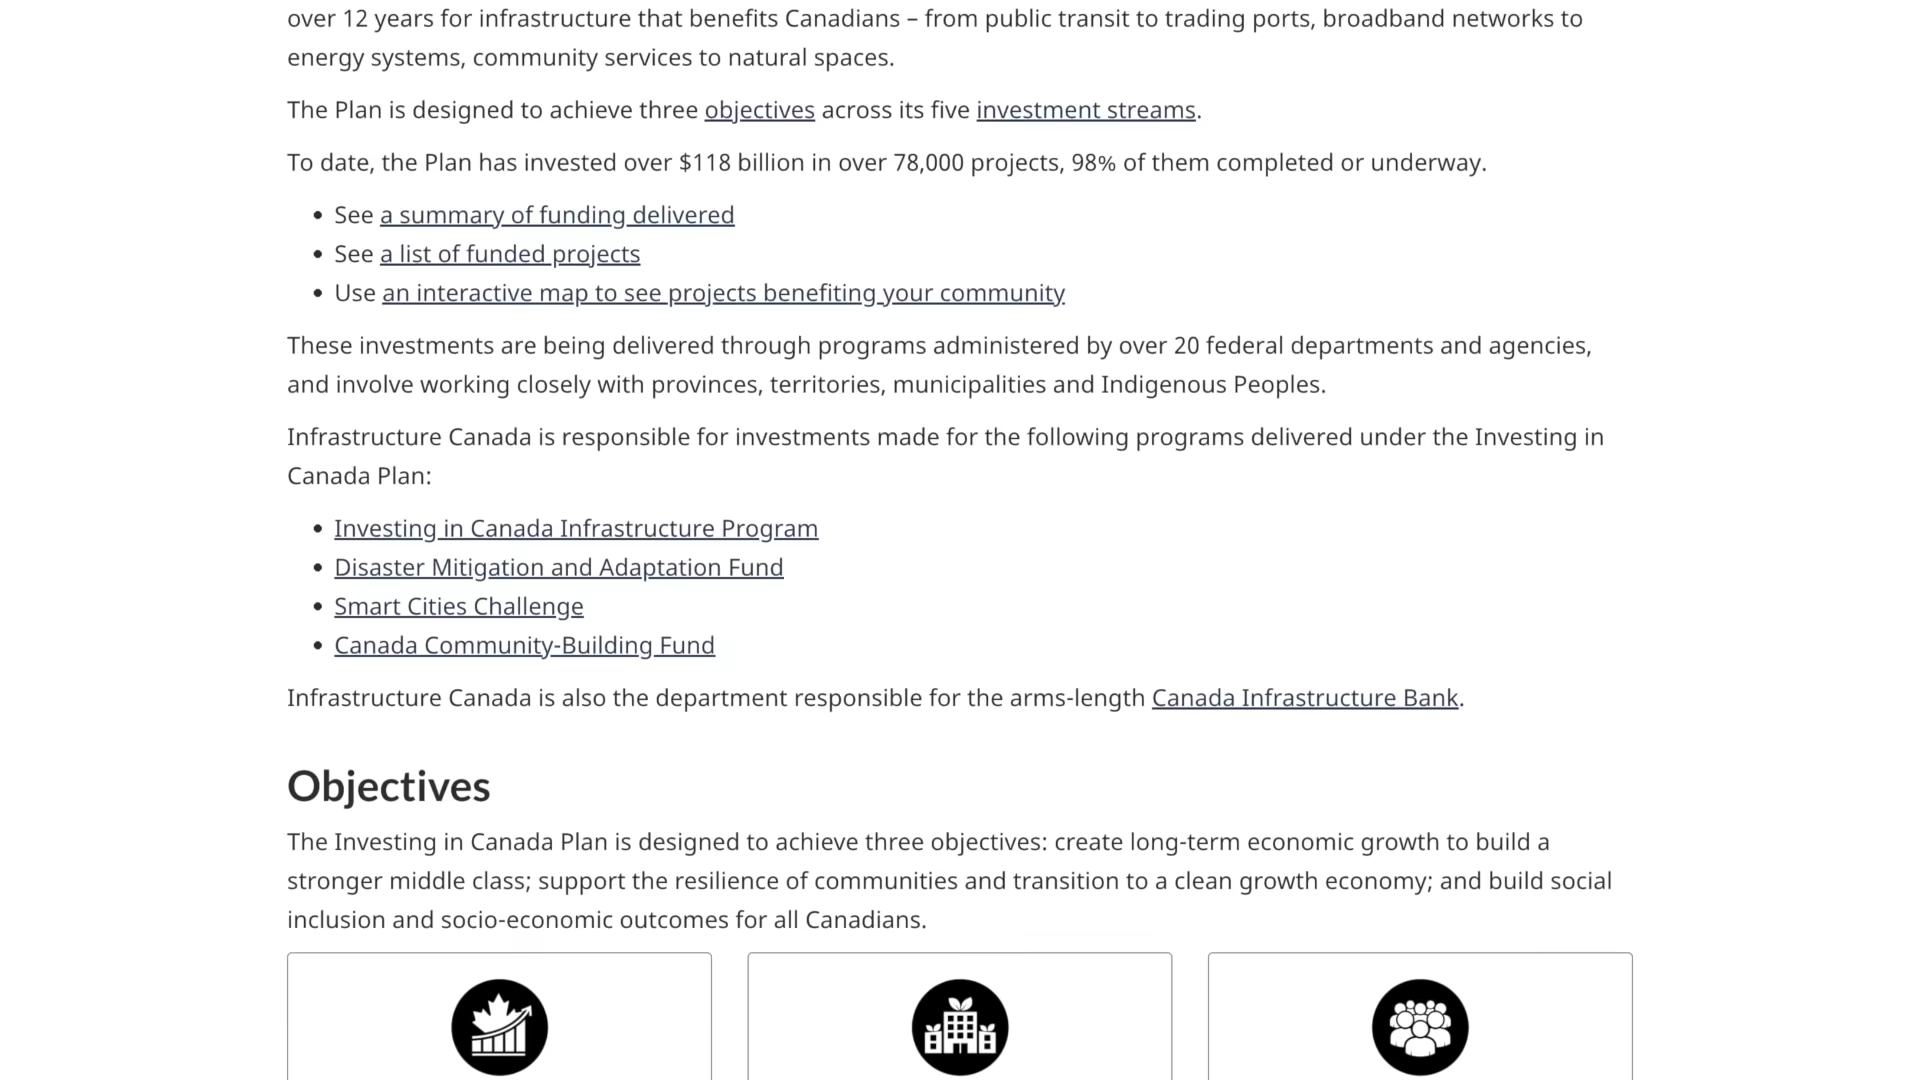 over 12 years for infrastructure that benefits Canadians – from public transit to trading ports, broadband networks to
energy systems, community services to natural spaces.
The Plan is designed to achieve three objectives across its five investment streams.
To date, the Plan has invested over $118 billion in over 78,000 projects, 98% of them completed or underway.
• See a summary of funding delivered
• See a list of funded projects
• Use an interactive map to see projects benefiting your community
These investments are being delivered through programs administered by over 20 federal departments and agencies,
and involve working closely with provinces, territories, municipalities and Indigenous Peoples.
Infrastructure Canada is responsible for investments made for the following programs delivered under the Investing in
Canada Plan:
• Investing in Canada Infrastructure Program
• Disaster Mitigation and Adaptation Fund
• Smart Cities Challenge
• Canada Community-Building Fund
Infrastructure Canada is also the department responsible for the arms-length Canada Infrastructure Bank.
Objectives
The Investing in Canada Plan is designed to achieve three objectives: create long-term economic growth to build a
stronger middle class; support the resilience of communities and transition to a clean growth economy; and build social
inclusion and socio-economic outcomes for all Canadians.